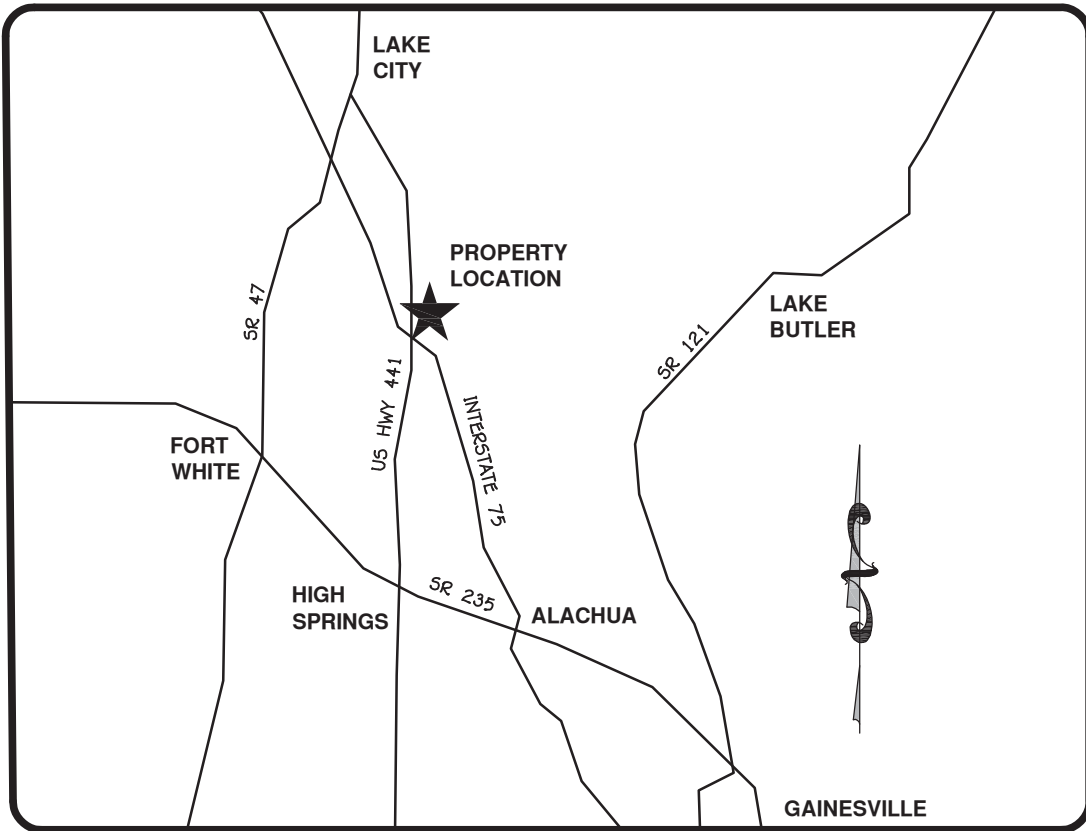 LAKE
CITY
PROPERTY
LOCATION
SR 47
LAKE
BUTLER
SR 121
US HWY 441
INTERSTATE 75
FORT
WHITE
HIGH
SPRINGS
SR 235
ALACHUA
GAINESVILLE